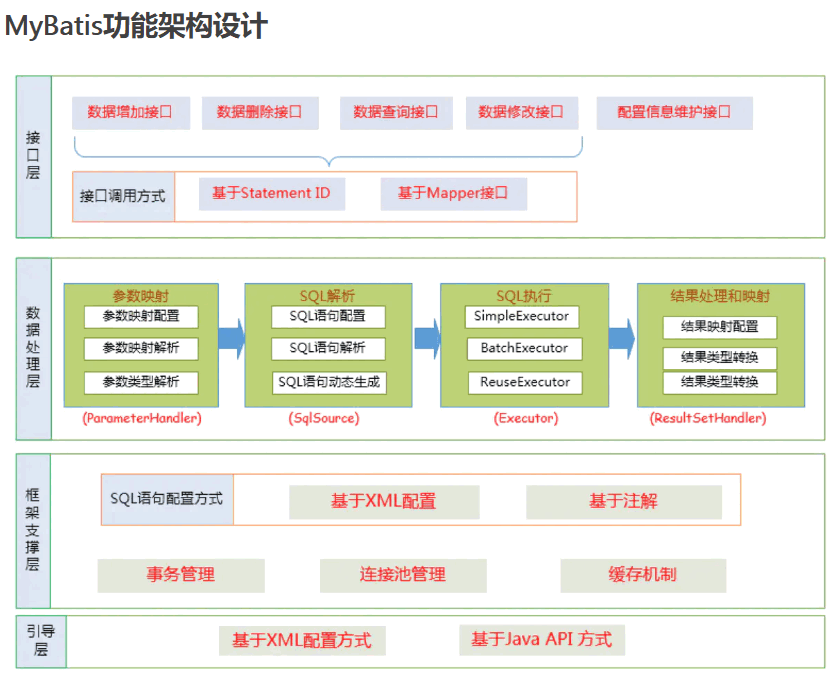 MyBatis功能架构设计
接口层
数据增加接口 数据删除接口 数据查询接口 数据修改接口 配置信息维护接口
接口调用方式 基于Statement ID 基于Mapper接口
数据处理层
参数映射
参数映射配置
参数映射解析
参数类型解析
(ParameterHandler)
SQL解析
SQL语句配置
SQL语句解析
SQL语句动态生成
(SqlSource)
SQL执行
SimpleExecutor
BatchExecutor
ReuseExecutor
(Executor)
结果处理和映射
结果映射配置
结果类型转换
结果类型转换
(ResultSetHandler)
框架支撑层
SQL语句配置方式 基于XML配置 基于注解
事务管理 连接池管理 缓存机制
引导层
基于XML配置方式 基于Java API 方式